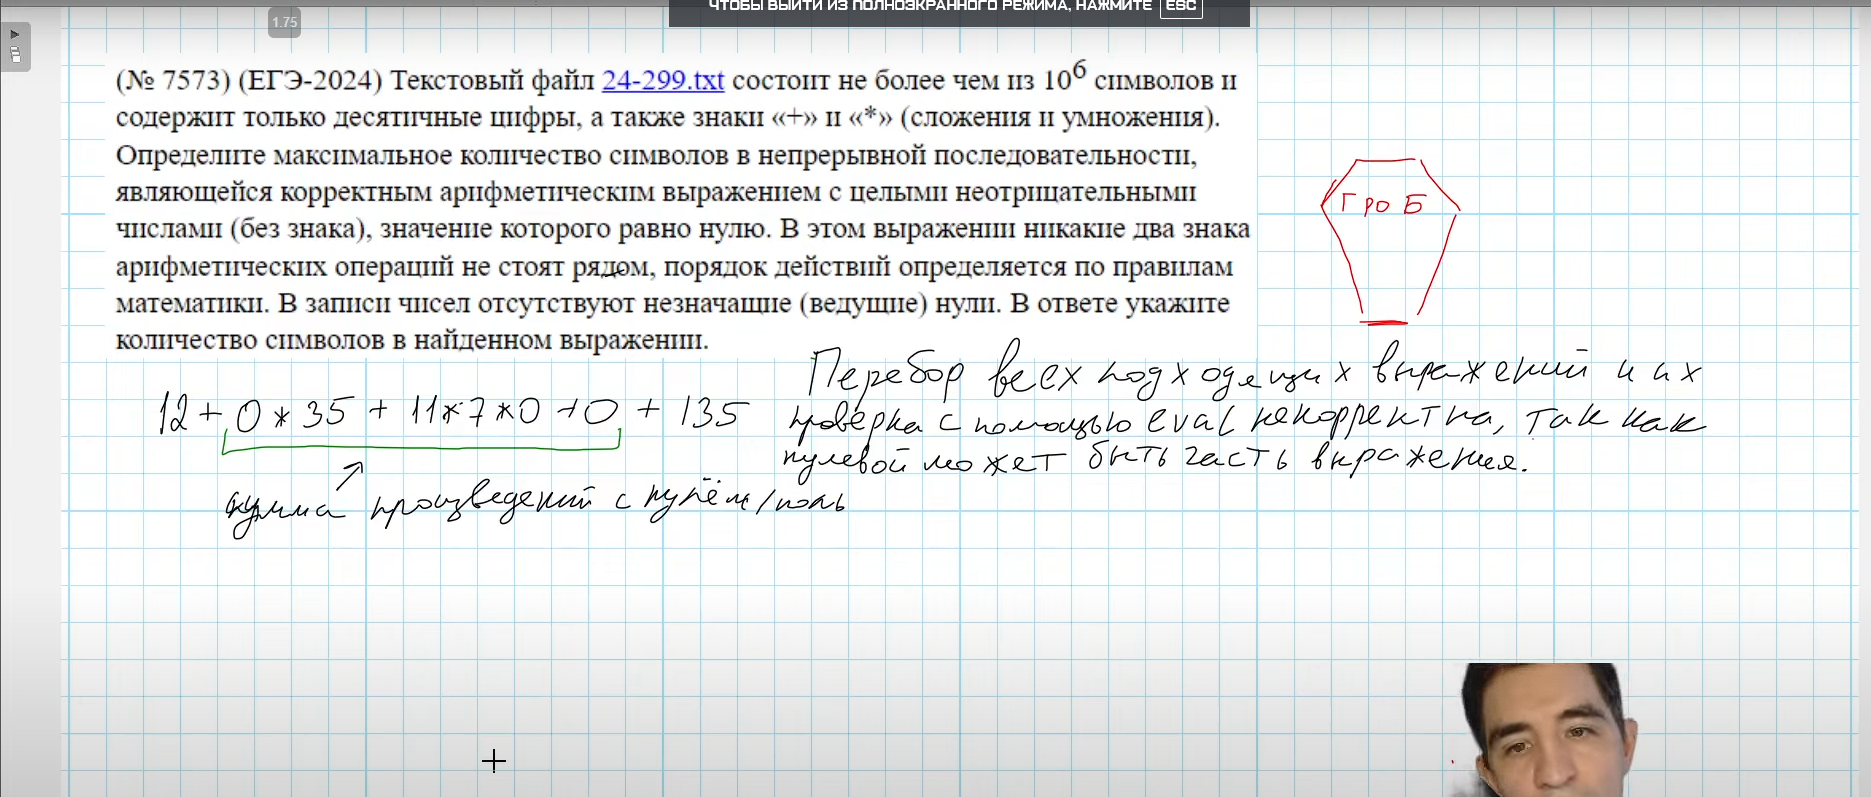 ЧТОБЫ ВЫЙТИ ИЗ ПОЛНОЭКРАННОГО РЕЖИМА, НАЖМИТЕ ESC
1.75
(№ 7573) (ЕГЭ-2024) Текстовый файл 24-299.txt состоит не более чем из 10⁶ символов и
содержит только десятичные цифры, а также знаки «+» и «*» (сложения и умножения).
Определите максимальное количество символов в непрерывной последовательности,
являющейся корректным арифметическим выражением с целыми неотрицательными
числами (без знака), значение которого равно нулю. В этом выражении никакие два знака
арифметических операций не стоят рядом, порядок действий определяется по правилам
математики. В записи чисел отсутствуют незначащие (ведущие) нули. В ответе укажите
количество символов в найденном выражении.
Гроб
12 + 0 * 35 + 11 * 7 * 0 + 0 + 135
Перебор всех подходящих выражений и их
проверка с помощью eval некорректна, так как
нулевой может быть часть выражения.
сумма произведений с нулём/ноль